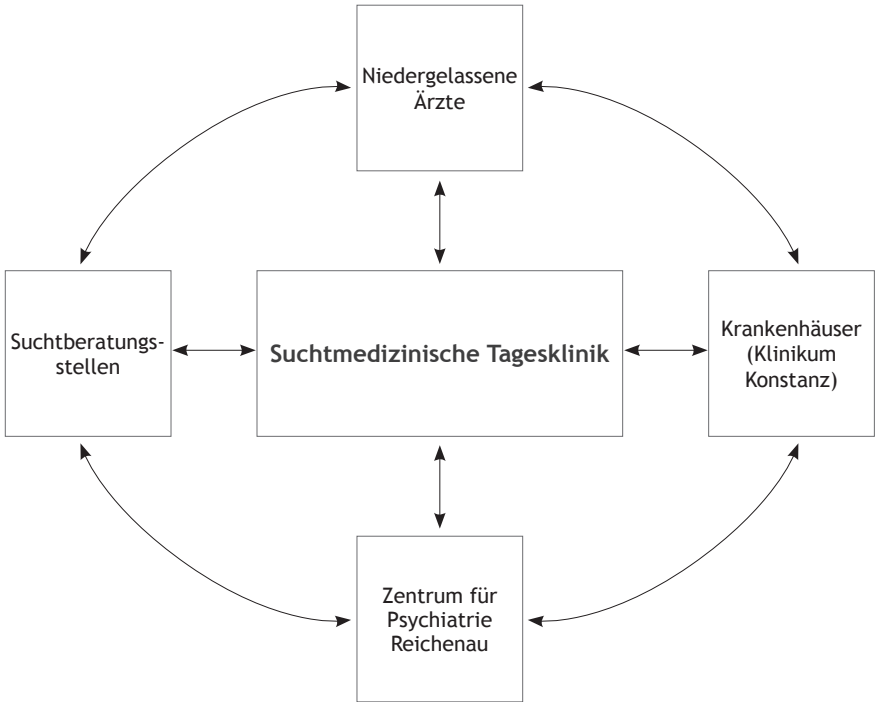 Niedergelassene
Ärzte
Suchtberatungs-
stellen
Suchtmedizinische Tagesklinik
Krankenhäuser
(Klinikum
Konstanz)
Zentrum für
Psychiatrie
Reichenau